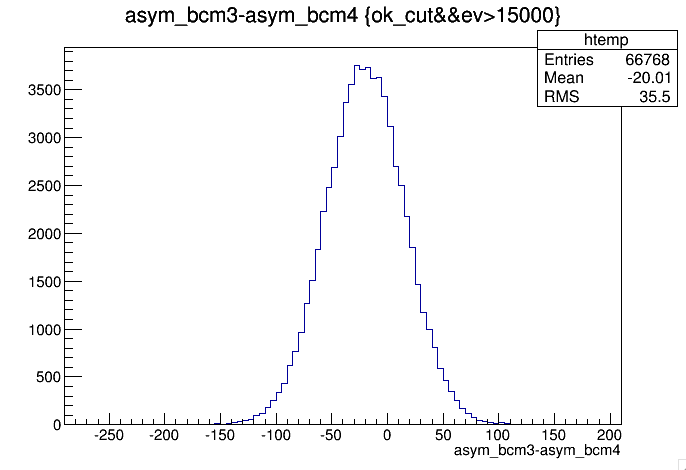 asym_bcm3-asym_bcm4 {ok_cut&&ev>15000}
htemp
Entries 66768
Mean -20.01
RMS 35.5
3500
3000
2500
2000
1500
1000
500
0
-250 -200 -150 -100 -50 0 50 100 150 200
asym_bcm3-asym_bcm4